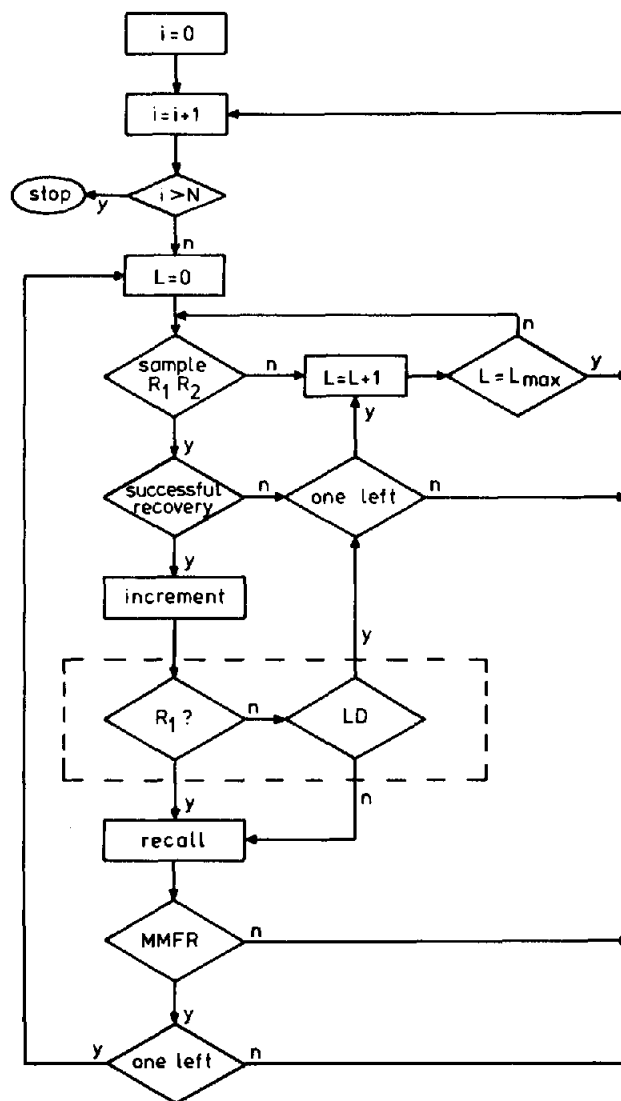 i=0
i=i+1
stop
y
i>N
n
L=0
n
sample
R₁ R₂
n
L=L+1
L=Lmax
y
y
y
successful
recovery
n
one left
n
y
increment
y
R₁?
n
LD
y
n
recall
MMFR
n
y
y
one left
n